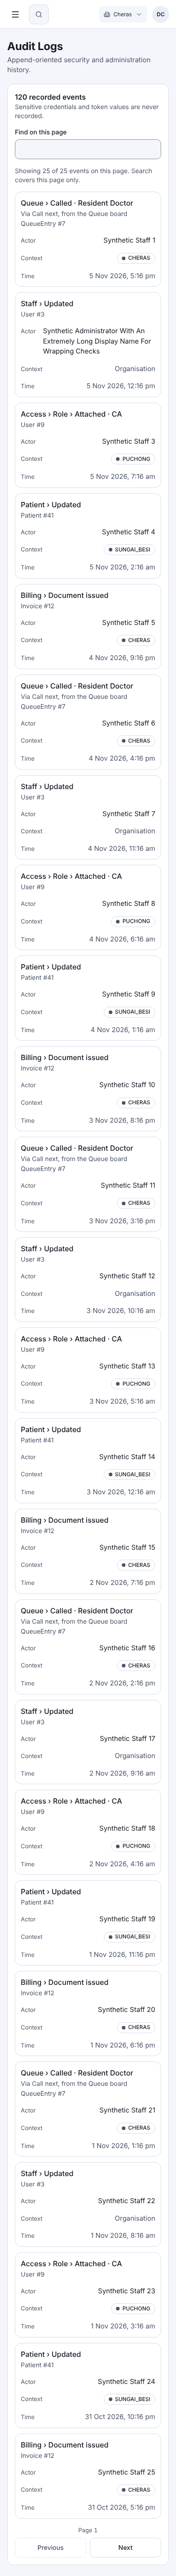 Cheras
DC
Audit Logs
Append-oriented security and administration
history.
120 recorded events
Sensitive credentials and token values are never
recorded.
Find on this page
Showing 25 of 25 events on this page. Search
covers this page only.
Queue › Called · Resident Doctor
Via Call next, from the Queue board
QueueEntry #7
Actor Synthetic Staff 1
Context CHERAS
Time 5 Nov 2026, 5:16 pm
Staff › Updated
User #3
Actor Synthetic Administrator With An
Extremely Long Display Name For
Wrapping Checks
Context Organisation
Time 5 Nov 2026, 12:16 pm
Access › Role › Attached · CA
User #9
Actor Synthetic Staff 3
Context PUCHONG
Time 5 Nov 2026, 7:16 am
Patient › Updated
Patient #41
Actor Synthetic Staff 4
Context SUNGAI_BESI
Time 5 Nov 2026, 2:16 am
Billing › Document issued
Invoice #12
Actor Synthetic Staff 5
Context CHERAS
Time 4 Nov 2026, 9:16 pm
Queue › Called · Resident Doctor
Via Call next, from the Queue board
QueueEntry #7
Actor Synthetic Staff 6
Context CHERAS
Time 4 Nov 2026, 4:16 pm
Staff › Updated
User #3
Actor Synthetic Staff 7
Context Organisation
Time 4 Nov 2026, 11:16 am
Access › Role › Attached · CA
User #9
Actor Synthetic Staff 8
Context PUCHONG
Time 4 Nov 2026, 6:16 am
Patient › Updated
Patient #41
Actor Synthetic Staff 9
Context SUNGAI_BESI
Time 4 Nov 2026, 1:16 am
Billing › Document issued
Invoice #12
Actor Synthetic Staff 10
Context CHERAS
Time 3 Nov 2026, 8:16 pm
Queue › Called · Resident Doctor
Via Call next, from the Queue board
QueueEntry #7
Actor Synthetic Staff 11
Context CHERAS
Time 3 Nov 2026, 3:16 pm
Staff › Updated
User #3
Actor Synthetic Staff 12
Context Organisation
Time 3 Nov 2026, 10:16 am
Access › Role › Attached · CA
User #9
Actor Synthetic Staff 13
Context PUCHONG
Time 3 Nov 2026, 5:16 am
Patient › Updated
Patient #41
Actor Synthetic Staff 14
Context SUNGAI_BESI
Time 3 Nov 2026, 12:16 am
Billing › Document issued
Invoice #12
Actor Synthetic Staff 15
Context CHERAS
Time 2 Nov 2026, 7:16 pm
Queue › Called · Resident Doctor
Via Call next, from the Queue board
QueueEntry #7
Actor Synthetic Staff 16
Context CHERAS
Time 2 Nov 2026, 2:16 pm
Staff › Updated
User #3
Actor Synthetic Staff 17
Context Organisation
Time 2 Nov 2026, 9:16 am
Access › Role › Attached · CA
User #9
Actor Synthetic Staff 18
Context PUCHONG
Time 2 Nov 2026, 4:16 am
Patient › Updated
Patient #41
Actor Synthetic Staff 19
Context SUNGAI_BESI
Time 1 Nov 2026, 11:16 pm
Billing › Document issued
Invoice #12
Actor Synthetic Staff 20
Context CHERAS
Time 1 Nov 2026, 6:16 pm
Queue › Called · Resident Doctor
Via Call next, from the Queue board
QueueEntry #7
Actor Synthetic Staff 21
Context CHERAS
Time 1 Nov 2026, 1:16 pm
Staff › Updated
User #3
Actor Synthetic Staff 22
Context Organisation
Time 1 Nov 2026, 8:16 am
Access › Role › Attached · CA
User #9
Actor Synthetic Staff 23
Context PUCHONG
Time 1 Nov 2026, 3:16 am
Patient › Updated
Patient #41
Actor Synthetic Staff 24
Context SUNGAI_BESI
Time 31 Oct 2026, 10:16 pm
Billing › Document issued
Invoice #12
Actor Synthetic Staff 25
Context CHERAS
Time 31 Oct 2026, 5:16 pm
Page 1
Previous Next